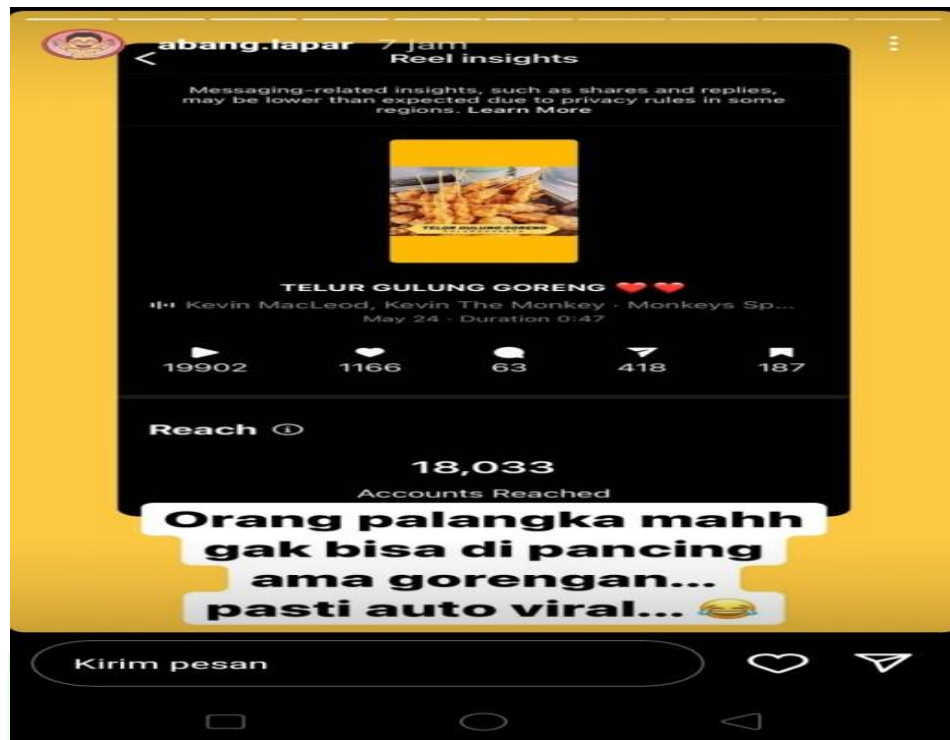 abang.lapar 7 jam
Reel insights
Messaging-related insights, such as shares and replies,
may be lower than expected due to privacy rules in some
regions. Learn More
TELUR GULUNG GORENG
TELUR GULUNG GORENG ❤️❤️
Kevin MacLeod, Kevin The Monkey · Monkeys Sp...
May 24 · Duration 0:47
19902 1166 63 418 187
Reach
18,033
Accounts Reached
Orang palangka mahh
gak bisa di pancing
ama gorengan...
pasti auto viral... 😂
Kirim pesan